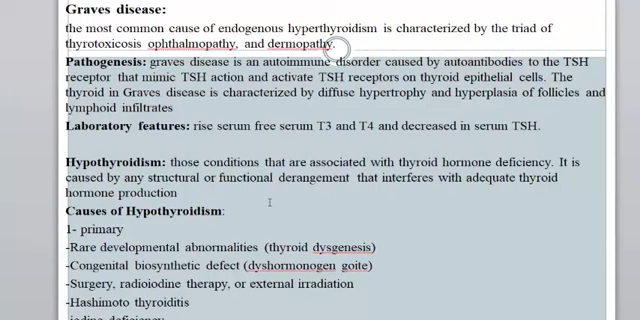 Graves disease:
the most common cause of endogenous hyperthyroidism is characterized by the triad of
thyrotoxicosis ophthalmopathy, and dermopathy.
Pathogenesis: graves disease is an autoimmune disorder caused by autoantibodies to the TSH
receptor that mimic TSH action and activate TSH receptors on thyroid epithelial cells. The
thyroid in Graves disease is characterized by diffuse hypertrophy and hyperplasia of follicles and
lymphoid infiltrates
Laboratory features: rise serum free serum T3 and T4 and decreased in serum TSH.
Hypothyroidism: those conditions that are associated with thyroid hormone deficiency. It is
caused by any structural or functional derangement that interferes with adequate thyroid
hormone production
Causes of Hypothyroidism:
1- primary
-Rare developmental abnormalities (thyroid dysgenesis)
-Congenital biosynthetic defect (dyshormonogen goite)
-Surgery, radioiodine therapy, or external irradiation
-Hashimoto thyroiditis
-iodine deficiency